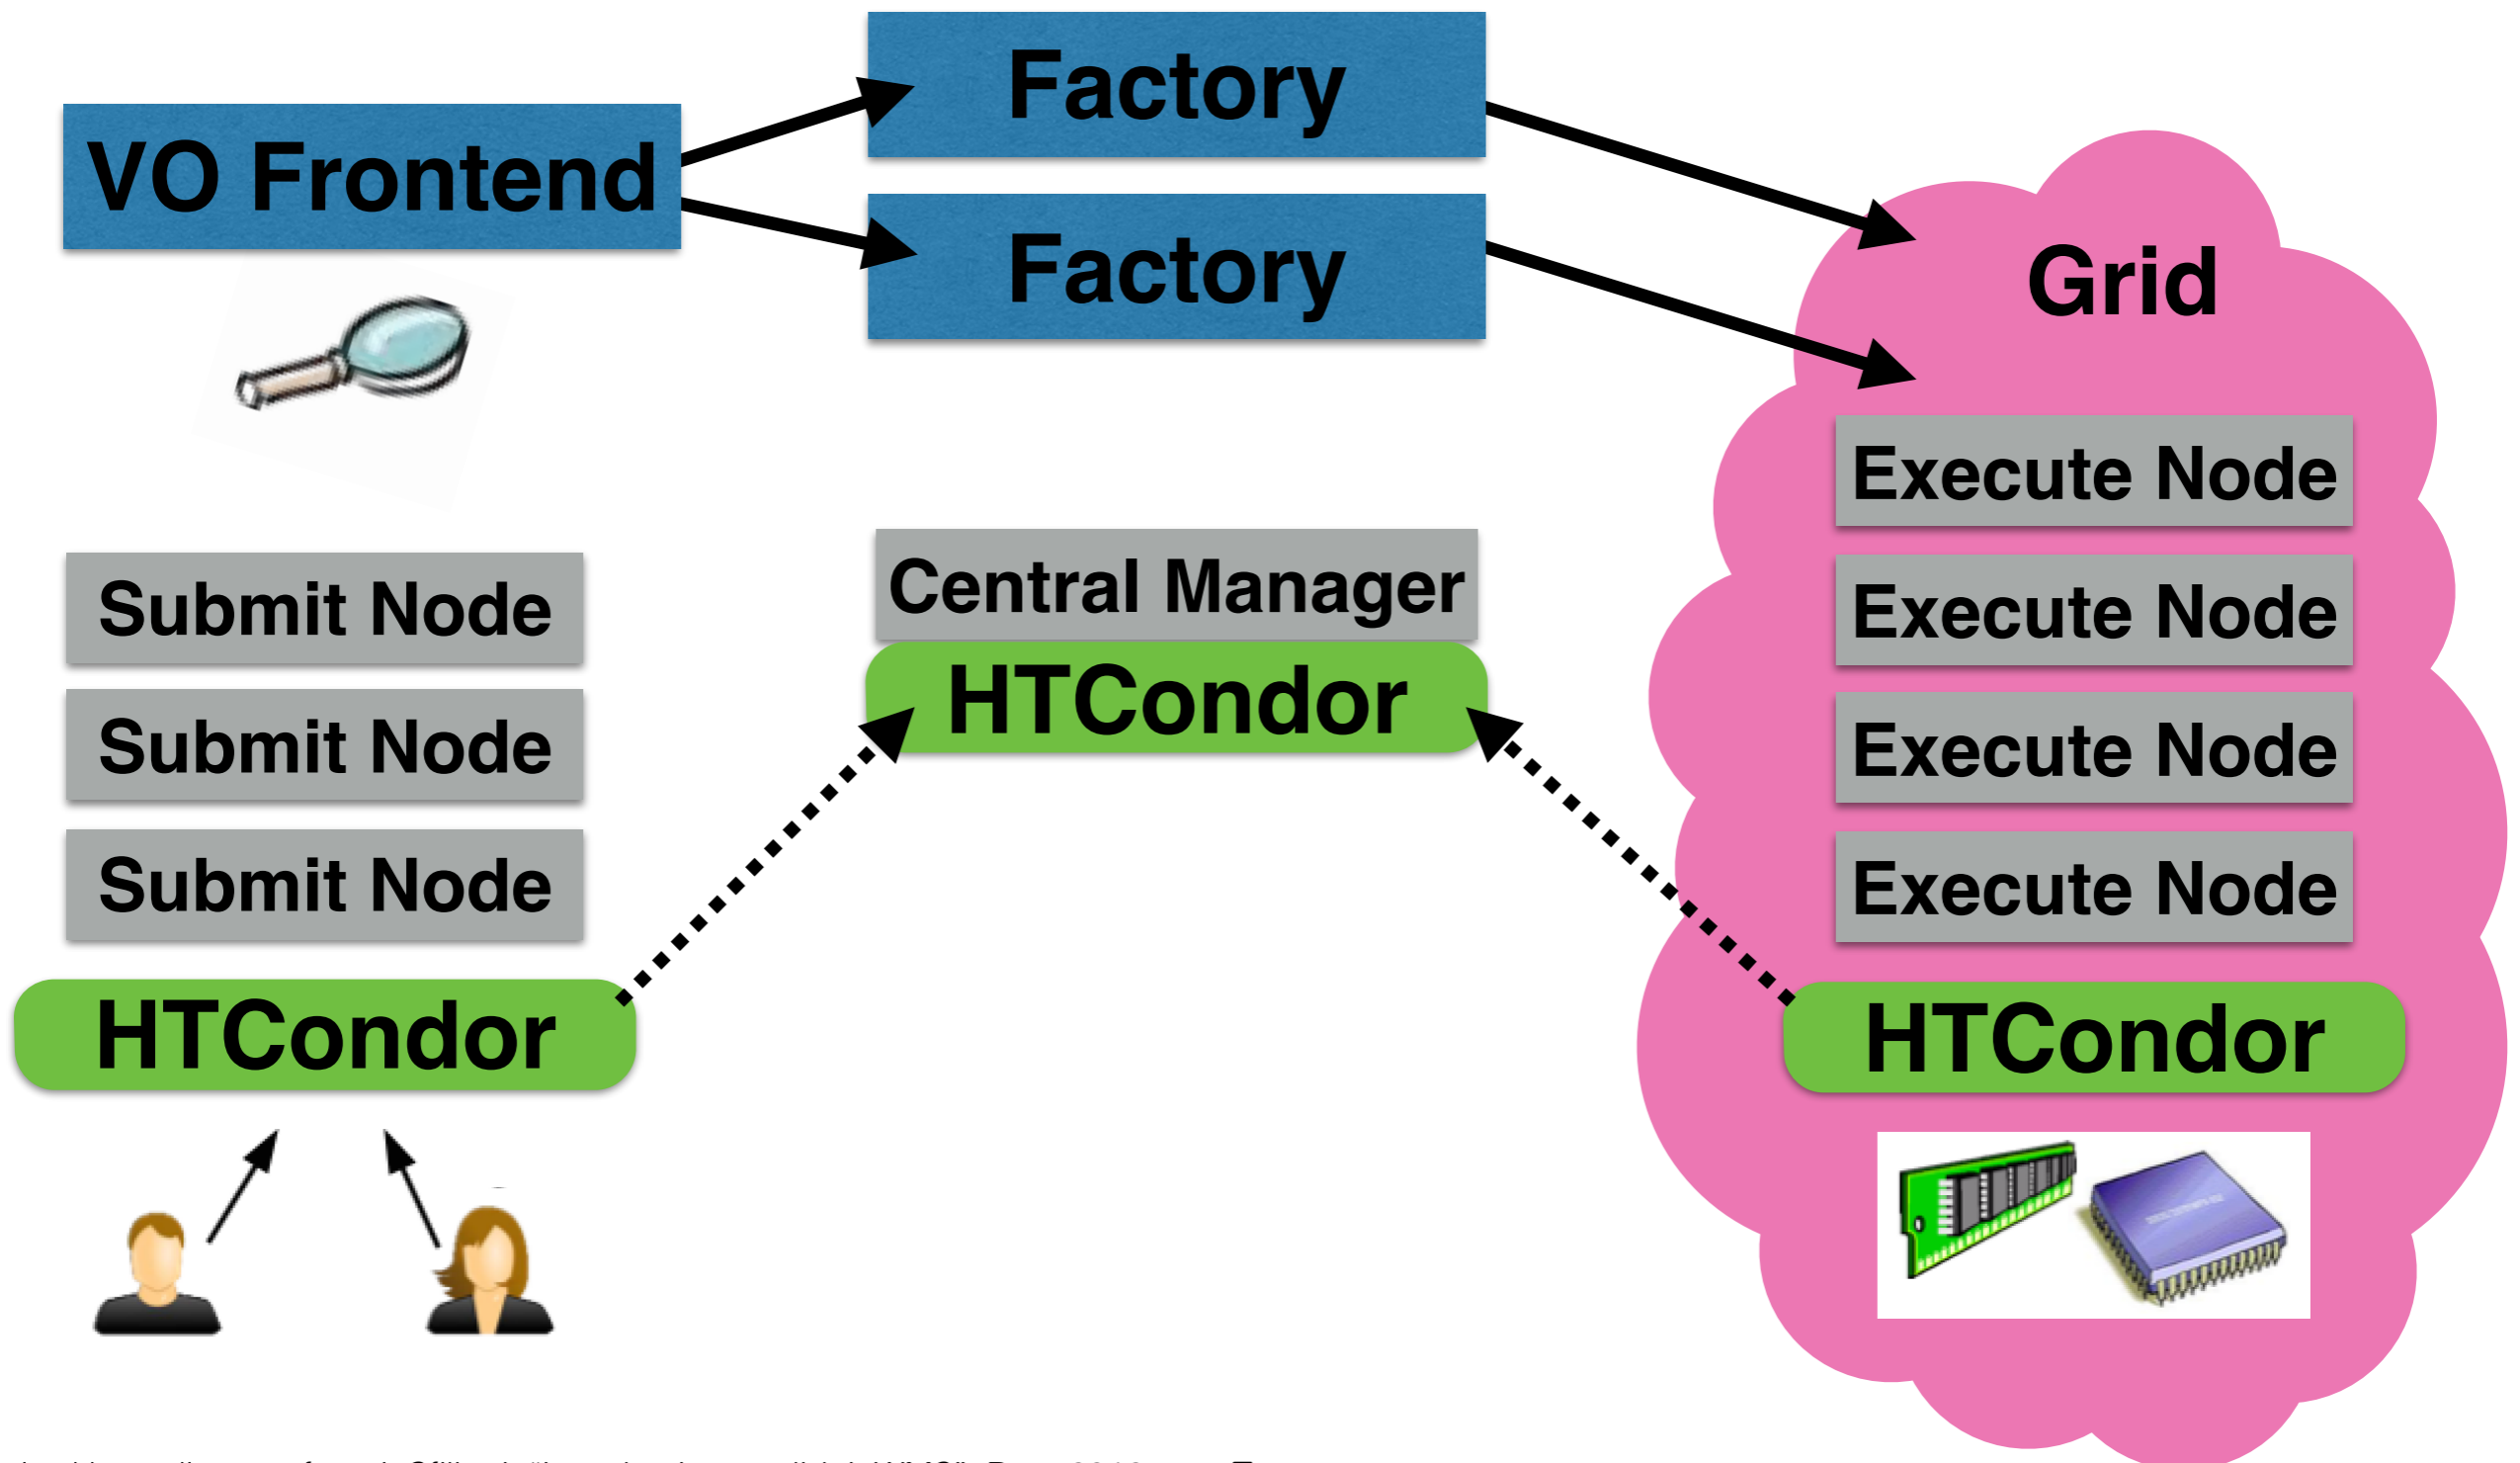 Factory
VO Frontend
Factory
Grid
Execute Node
Central Manager
Submit Node
Execute Node
HTCondor
Submit Node
Execute Node
Submit Node
Execute Node
HTCondor
HTCondor